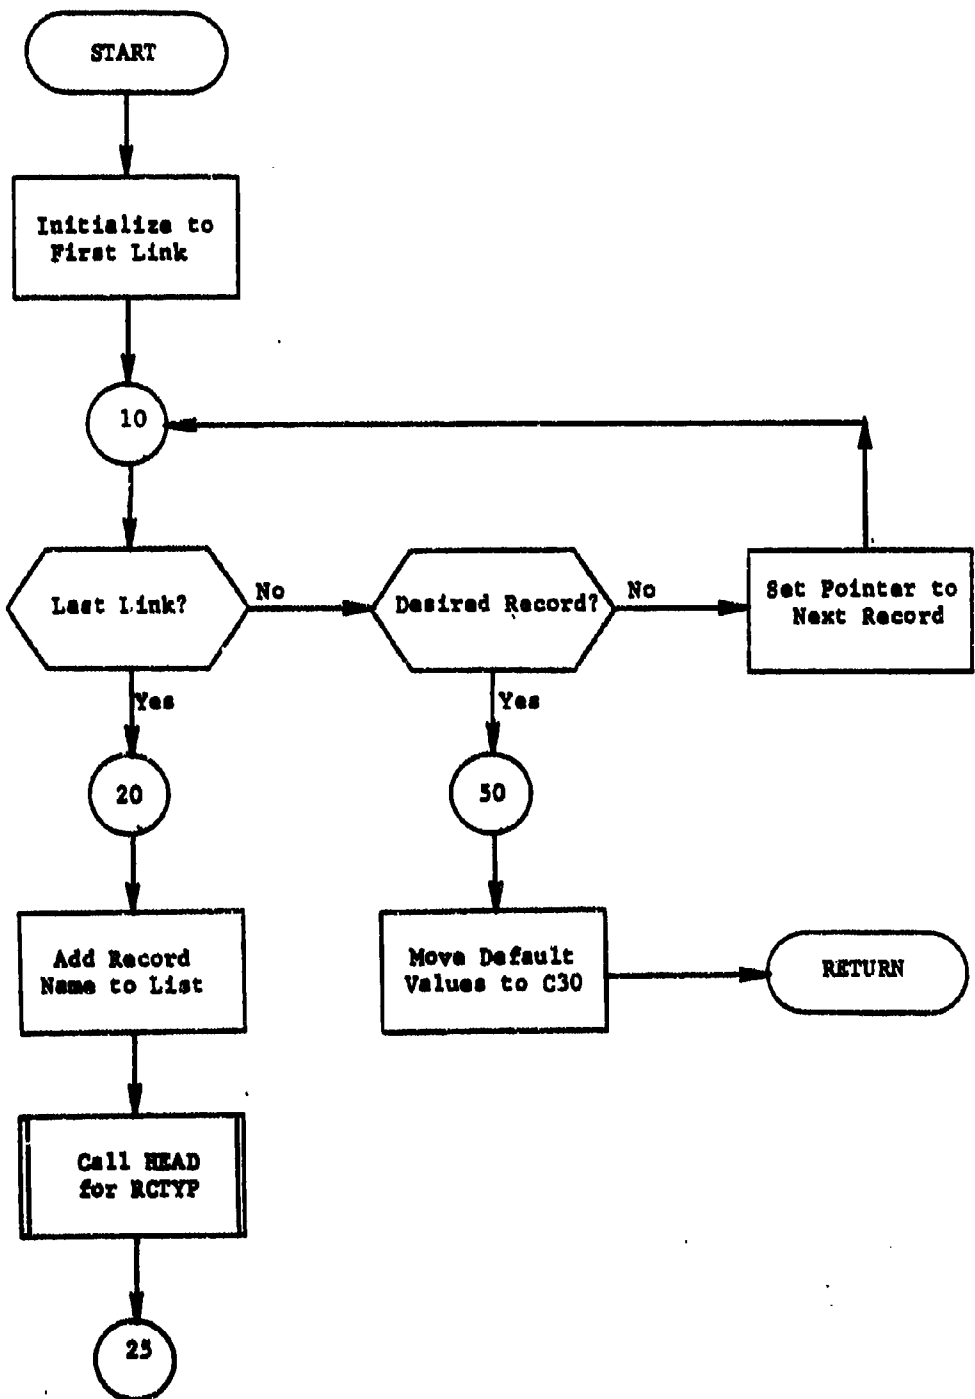 START
Initialize to
First Link
10
Last Link?
No
Desired Record?
No
Set Pointer to
Next Record
Yes
Yes
20
50
Add Record
Name to List
Move Default
Values to C30
RETURN
Call HEAD
for RCTYP
25